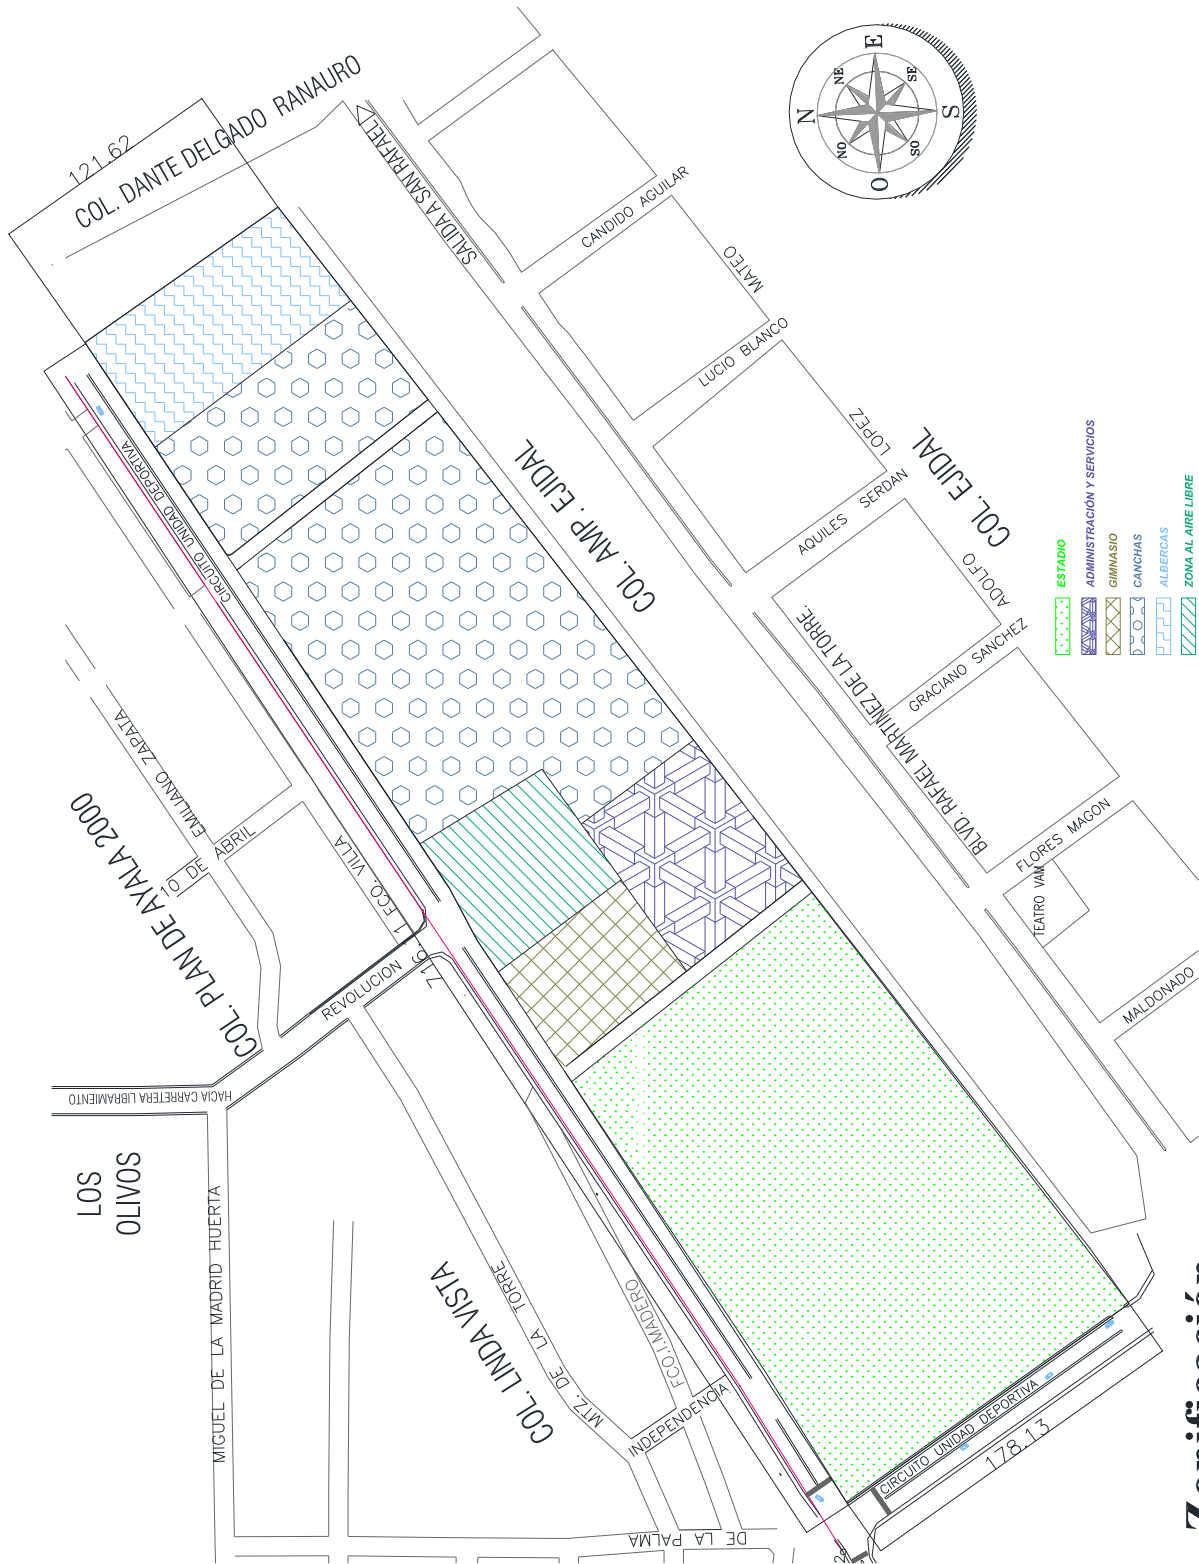 121.62
COL. DANTE DELGADO RANAURO
SALIDA A SAN RAFAEL
CANDIDO AGUILAR
MATEO
LUCIO BLANCO
LOPEZ
COL. AMP. EJIDAL
COL. EJIDAL
AQUILES SERDAN
ADOLFO
GRACIANO SANCHEZ
BLVD. RAFAEL MARTINEZ DE LA TORRE.
FLORES MAGON
TEATRO VAM
MALDONADO
N
NE
E
SE
S
SO
O
NO
ESTADIO
ADMINISTRACIÓN Y SERVICIOS
GIMNASIO
CANCHAS
ALBERCAS
ZONA AL AIRE LIBRE
CIRCUITO UNIDAD DEPORTIVA
EMILIANO ZAPATA
COL. PLAN DE AYALA 2000
10 DE ABRIL
FCO. VILLA
716.11
REVOLUCION
HACIA CARRETERA LIBRAMIENTO
LOS
OLIVOS
MIGUEL DE LA MADRID HUERTA
COL. LINDA VISTA
MTZ. DE LA TORRE
FCO.I.MADERO
INDEPENDENCIA
DE LA PALMA
CIRCUITO UNIDAD DEPORTIVA
178.13
Zonificación